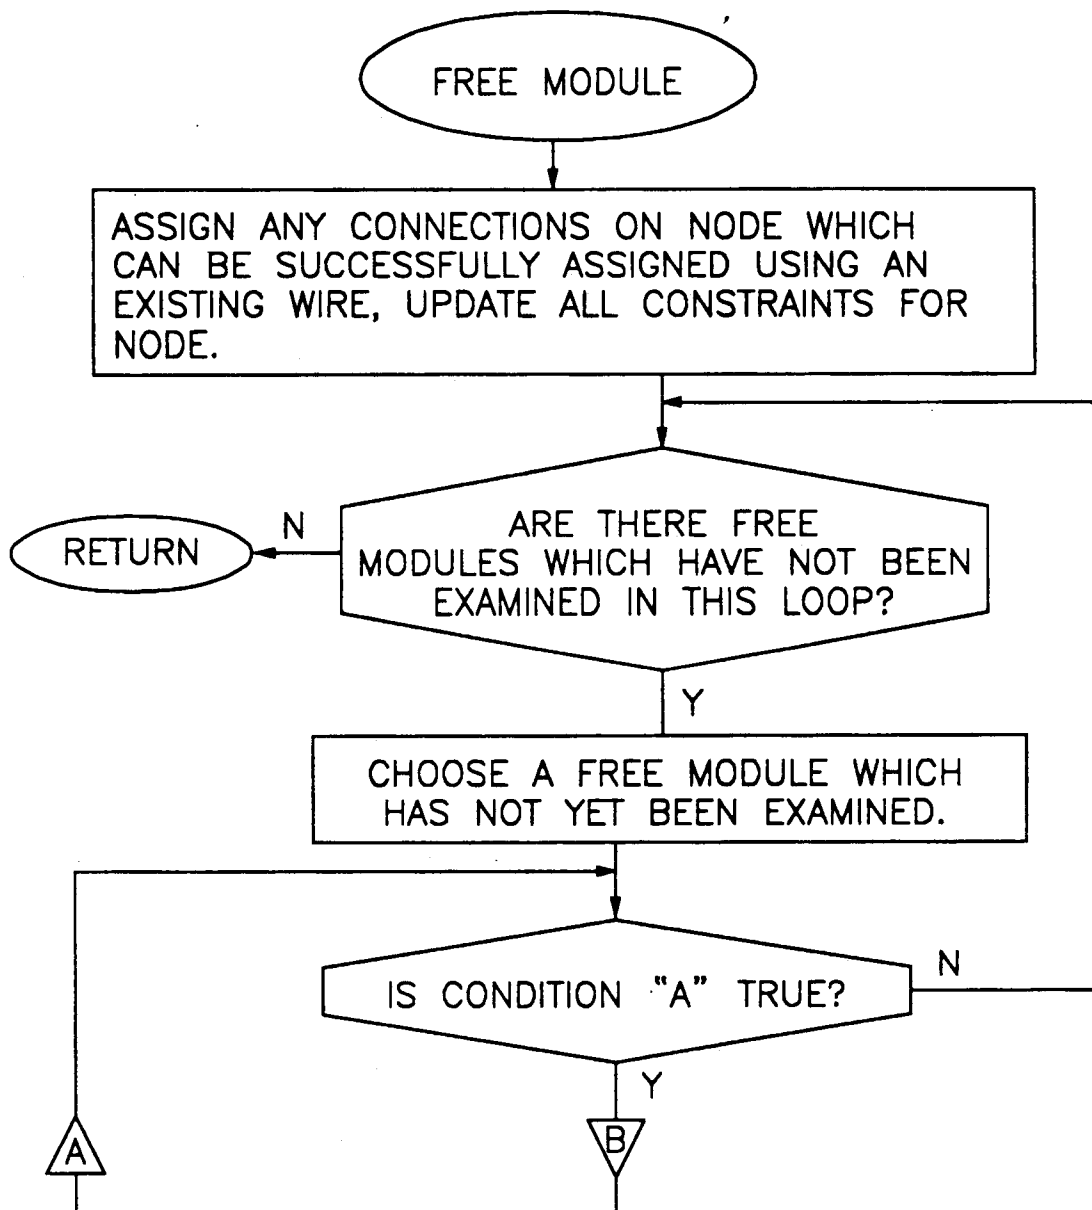 FREE MODULE
ASSIGN ANY CONNECTIONS ON NODE WHICH
CAN BE SUCCESSFULLY ASSIGNED USING AN
EXISTING WIRE, UPDATE ALL CONSTRAINTS FOR
NODE.
N
RETURN
ARE THERE FREE
MODULES WHICH HAVE NOT BEEN
EXAMINED IN THIS LOOP?
Y
CHOOSE A FREE MODULE WHICH
HAS NOT YET BEEN EXAMINED.
IS CONDITION "A" TRUE?
N
Y
A
B